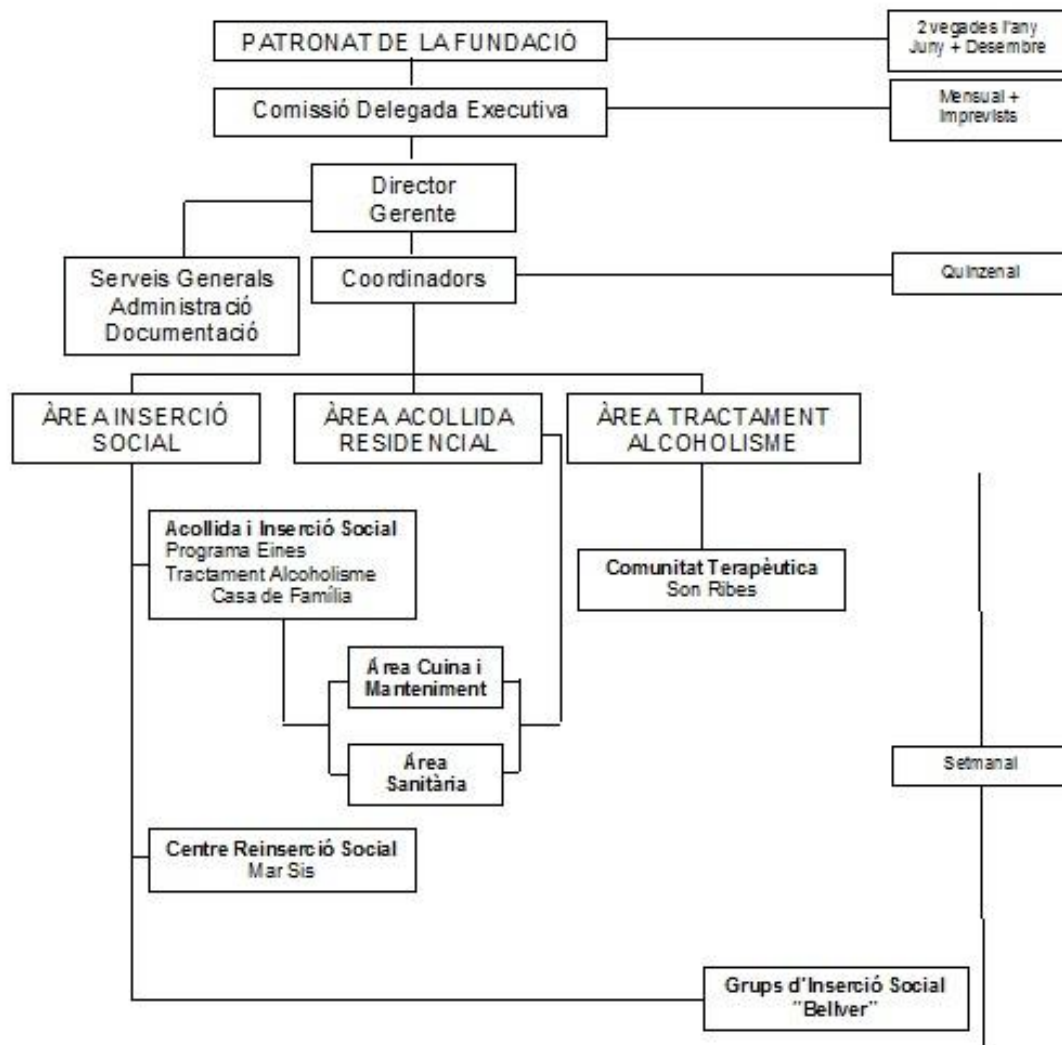 PATRONAT DE LA FUNDACIÓ
2 vegades l'any
Juny + Desembre
Comissió Delegada Executiva
Mensual +
Imprevists
Director
Gerente
Serveis Generals
Administració
Documentació
Coordinadors
Quinzenal
ÀREA INSERCIÓ
SOCIAL
ÀREA ACOLLIDA
RESIDENCIAL
ÀREA TRACTAMENT
ALCOHOLISME
Acollida i Inserció Social
Programa Eines
Tractament Alcoholisme
Casa de Família
Comunitat Terapèutica
Son Ribes
Área Cuina i
Manteniment
Área
Sanitària
Setmanal
Centre Reinserció Social
Mar Sis
Grups d'Inserció Social
"Bellver"